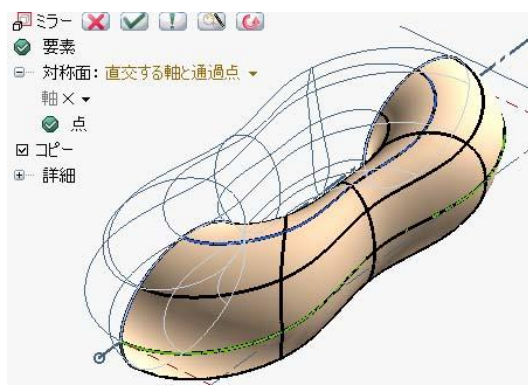 ミラー
要素
対称面: 直交する軸と通過点
軸 X
点
コピー
詳細